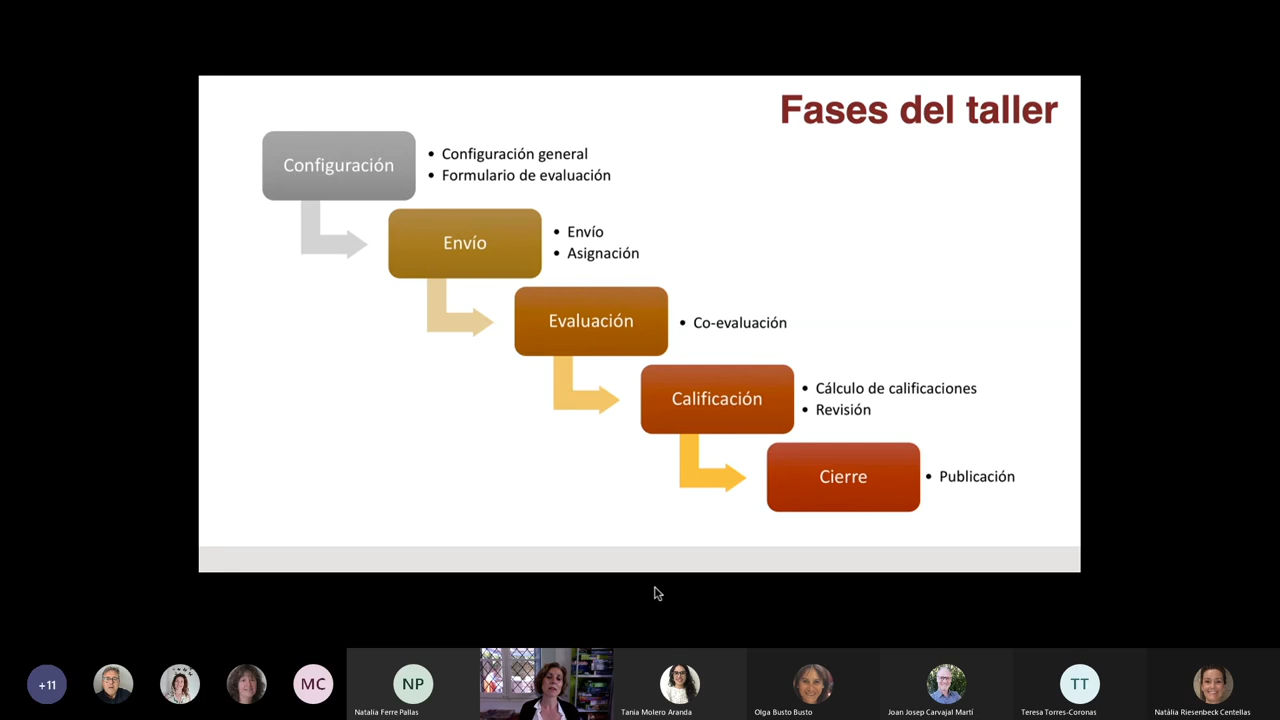 Fases del taller
Configuración
• Configuración general
• Formulario de evaluación
Envío
• Envío
• Asignación
Evaluación
• Co-evaluación
Calificación
• Cálculo de calificaciones
• Revisión
Cierre
• Publicación
+11
MC
NP
Natalia Ferre Pallas
Tania Molero Aranda
Olga Busto Busto
Joan Josep Carvajal Martí
TT
Teresa Torres-Coronas
Natàlia Riesenbeck Centellas